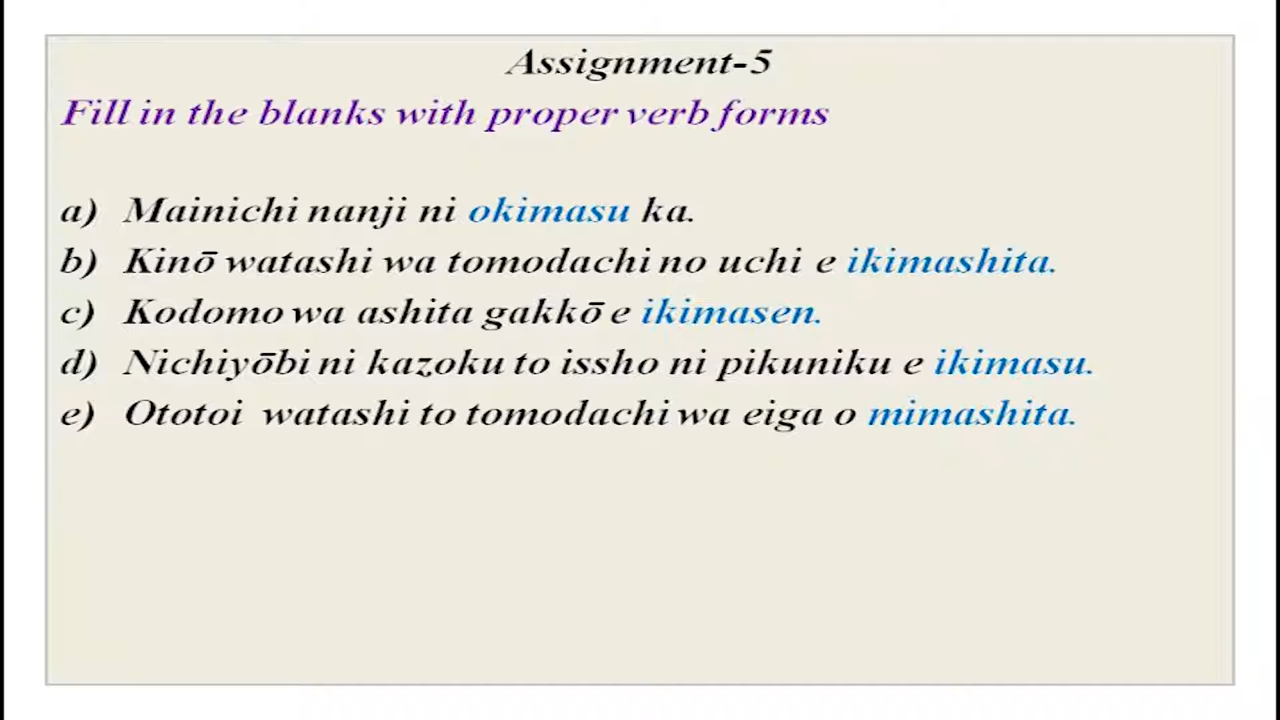 Assignment-5
Fill in the blanks with proper verb forms
a) Mainichi nanji ni okimasu ka.
b) Kinō watashi wa tomodachi no uchi e ikimashita.
c) Kodomo wa ashita gakkō e ikimasen.
d) Nichiyōbi ni kazoku to issho ni pikuniku e ikimasu.
e) Ototoi watashi to tomodachi wa eiga o mimashita.